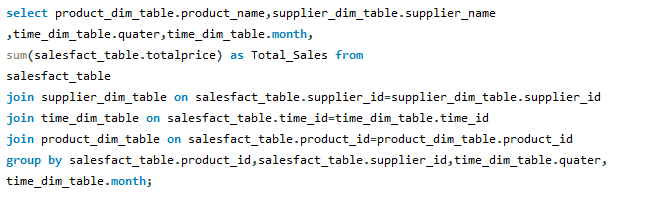 select product_dim_table.product_name,supplier_dim_table.supplier_name
,time_dim_table.quater,time_dim_table.month,
sum(salesfact_table.totalprice) as Total_Sales from
salesfact_table
join supplier_dim_table on salesfact_table.supplier_id=supplier_dim_table.supplier_id
join time_dim_table on salesfact_table.time_id=time_dim_table.time_id
join product_dim_table on salesfact_table.product_id=product_dim_table.product_id
group by salesfact_table.product_id,salesfact_table.supplier_id,time_dim_table.quater,
time_dim_table.month;